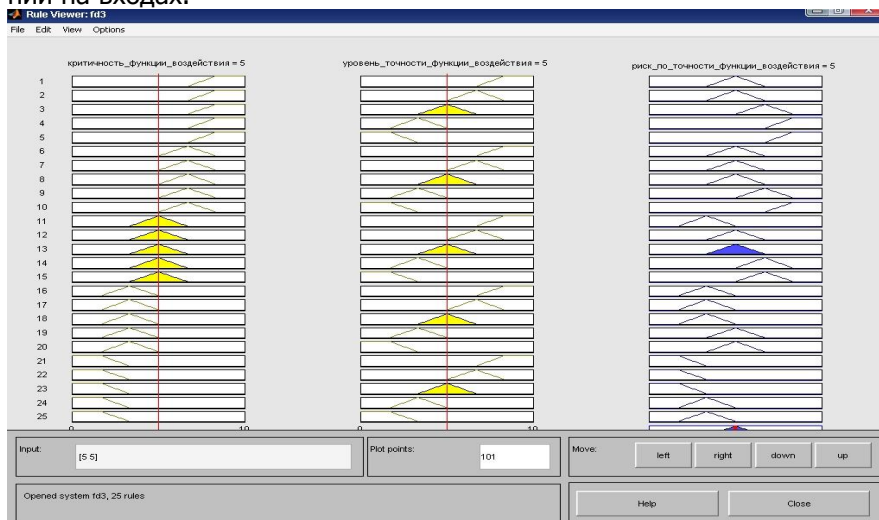 ний на входах.
Rule Viewer: fd3
File Edit View Options
критичность_функции_воздействия = 5
уровень_точности_функции_воздействия = 5
риск_по_точности_функции_воздействия = 5
1
2
3
4
5
6
7
8
9
10
11
12
13
14
15
16
17
18
19
20
21
22
23
24
25
0 10 0 10
Input: [5 5]
Plot points: 101
Move: left right down up
Opened system fd3, 25 rules
Help Close